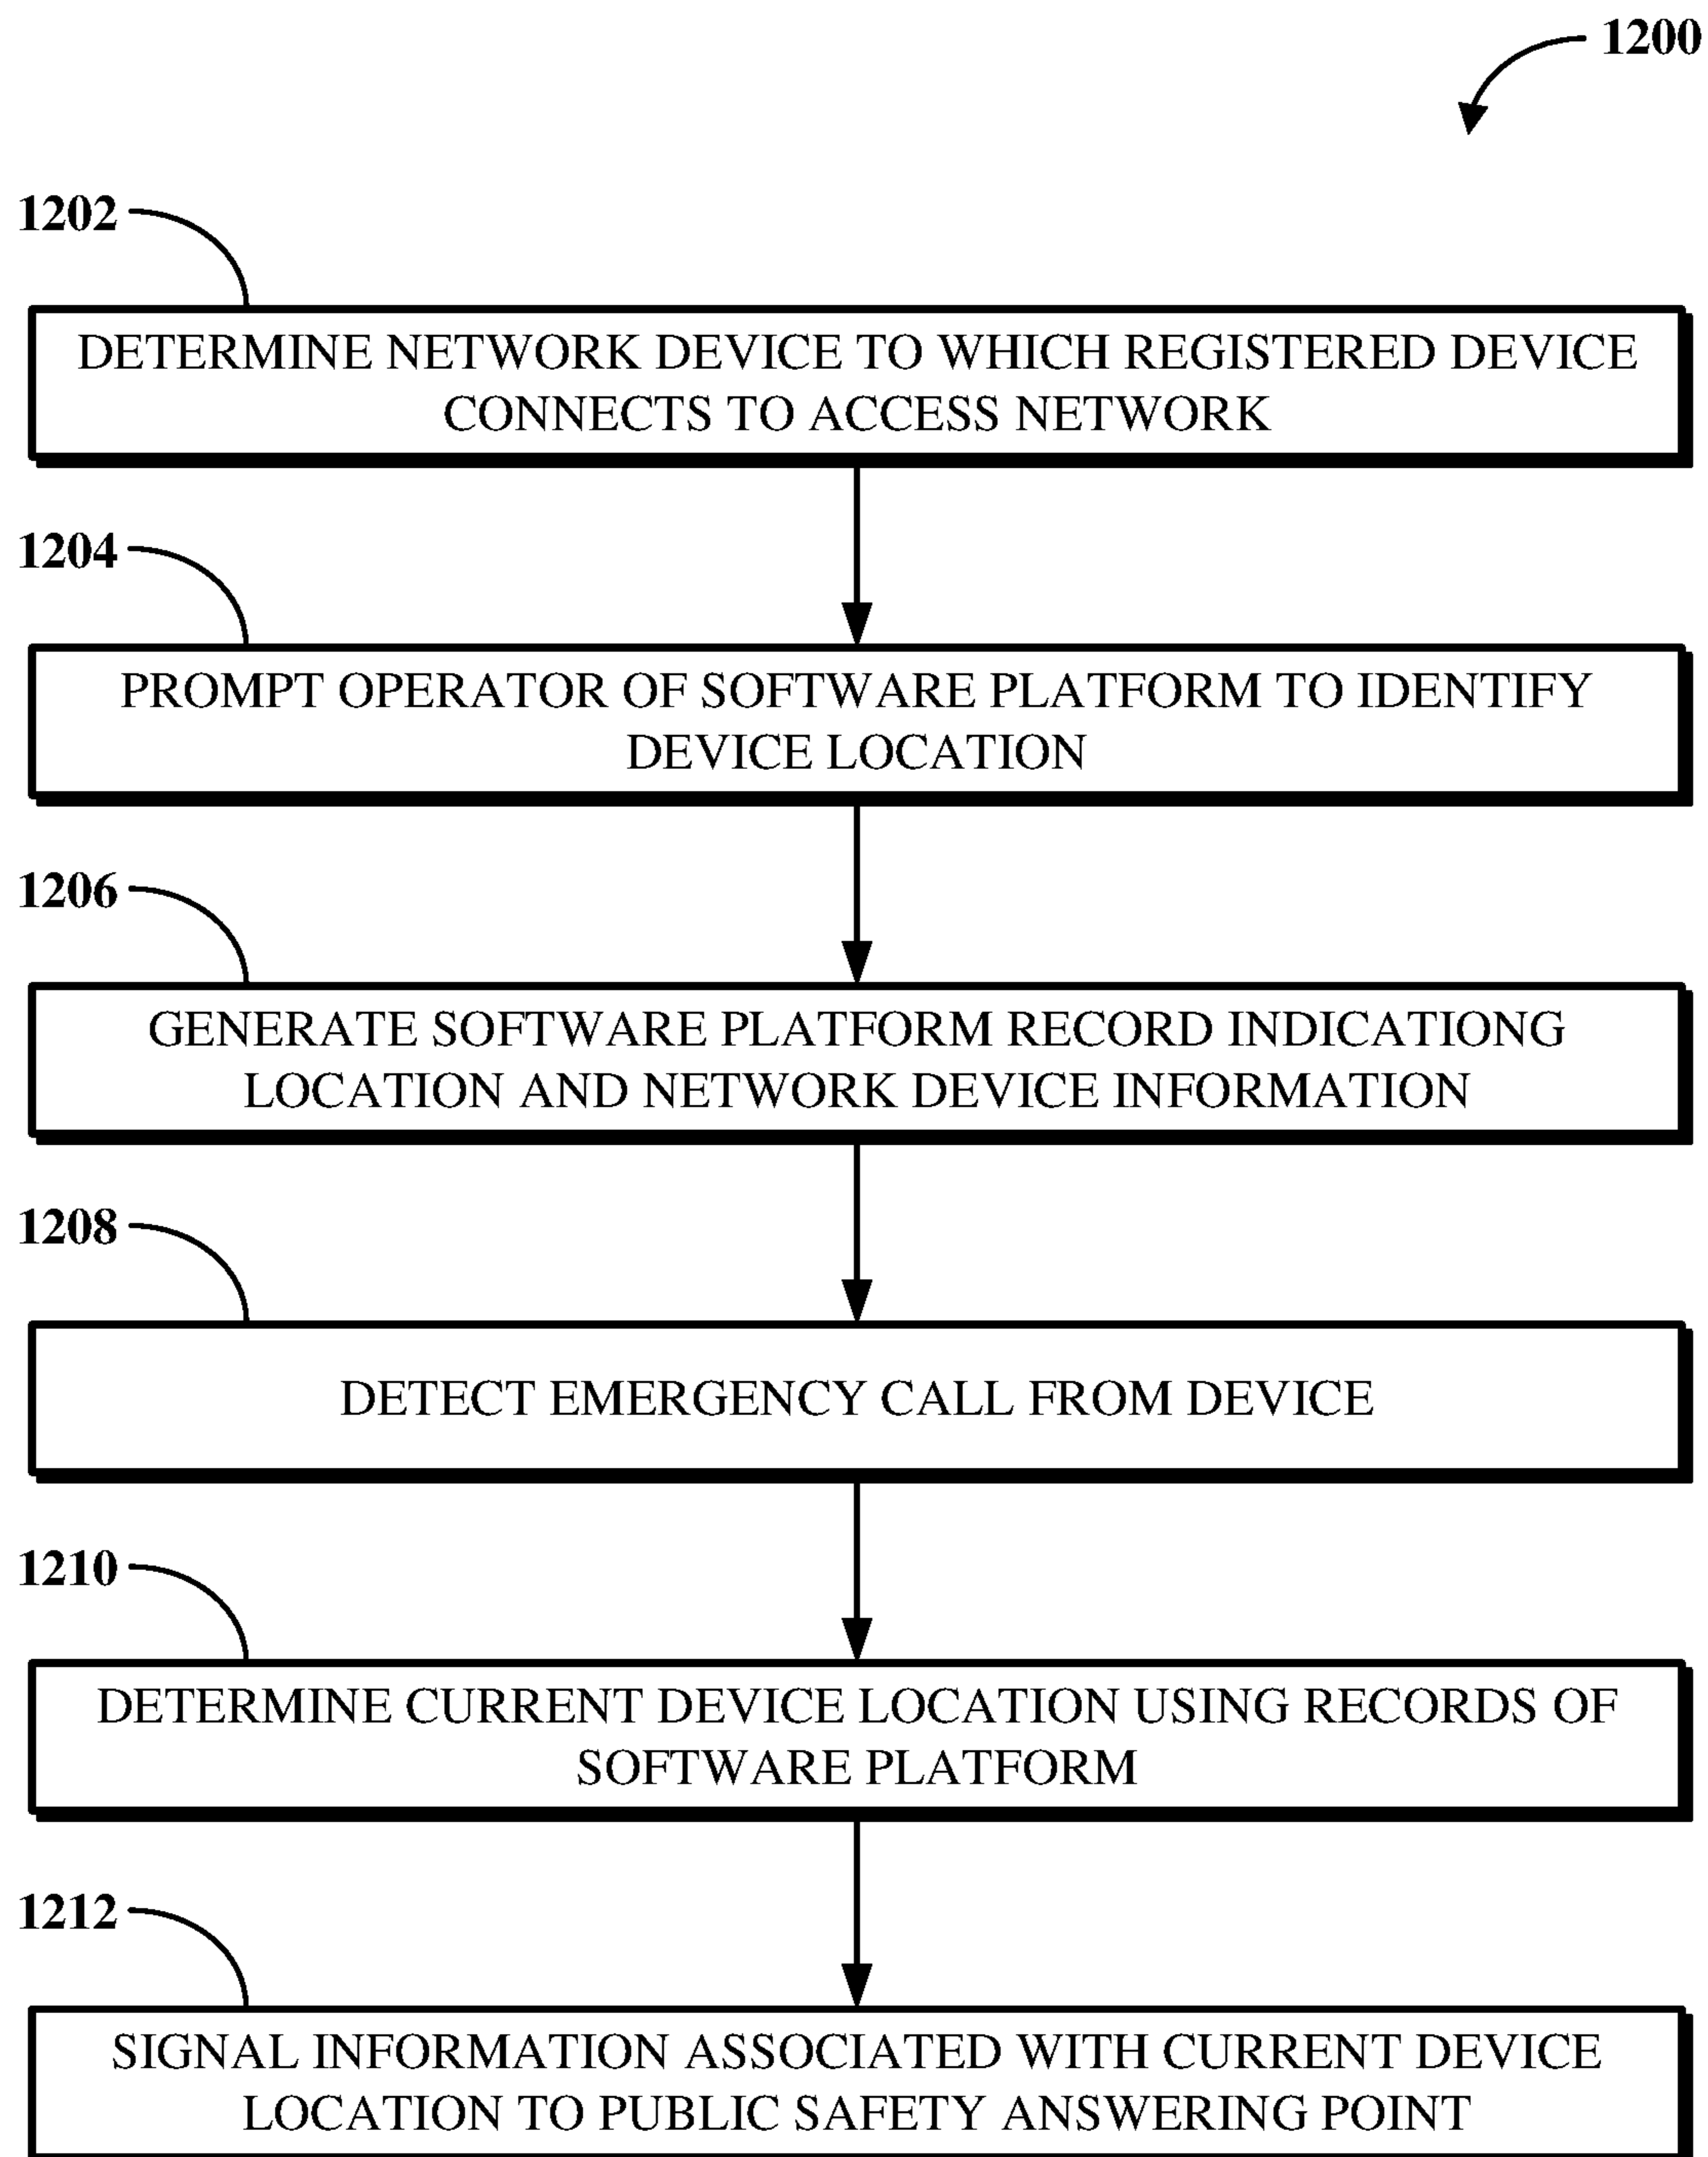 1200
1202
DETERMINE NETWORK DEVICE TO WHICH REGISTERED DEVICE
CONNECTS TO ACCESS NETWORK
1204
PROMPT OPERATOR OF SOFTWARE PLATFORM TO IDENTIFY
DEVICE LOCATION
1206
GENERATE SOFTWARE PLATFORM RECORD INDICATIONG
LOCATION AND NETWORK DEVICE INFORMATION
1208
DETECT EMERGENCY CALL FROM DEVICE
1210
DETERMINE CURRENT DEVICE LOCATION USING RECORDS OF
SOFTWARE PLATFORM
1212
SIGNAL INFORMATION ASSOCIATED WITH CURRENT DEVICE
LOCATION TO PUBLIC SAFETY ANSWERING POINT